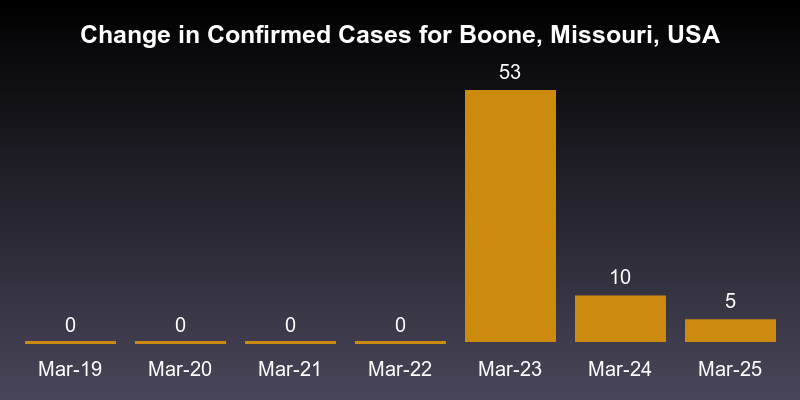 Change in Confirmed Cases for Boone, Missouri, USA
53
10
5
0 0 0 0
Mar-19 Mar-20 Mar-21 Mar-22 Mar-23 Mar-24 Mar-25